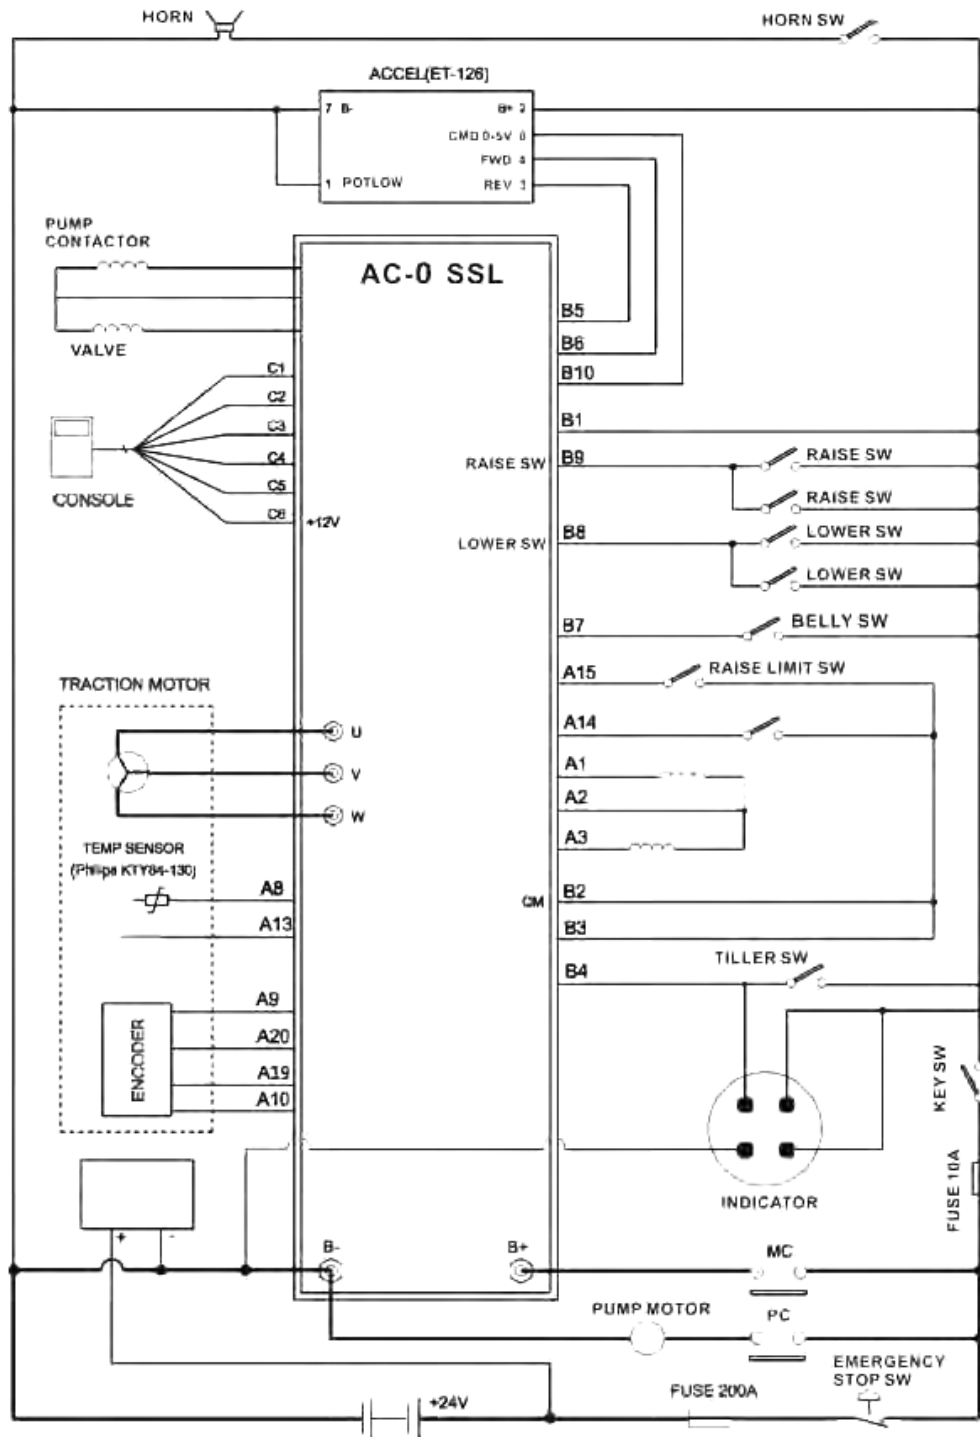 HORN
HORN SW
ACCEL(ET-126)
7 B-
B+ 2
CMD 0-5V 6
FWD 4
1 POTLOW
REV 3
PUMP
CONTACTOR
AC-0 SSL
VALVE
B5
B6
B10
C1
C2
C3
C4
C5
C6
+12V
CONSOLE
B1
RAISE SW
B9
RAISE SW
RAISE SW
LOWER SW
B8
LOWER SW
LOWER SW
B7
BELLY SW
A15
RAISE LIMIT SW
TRACTION MOTOR
A14
U
V
W
A1
A2
A3
TEMP SENSOR
(Philips KTY84-130)
A8
A13
B2
B3
B4
TILLER SW
A9
A20
A19
A10
ENCODER
KEY SW
FUSE 10A
INDICATOR
+ -
B-
B+
MC
PUMP MOTOR
PC
EMERGENCY
STOP SW
FUSE 200A
+24V